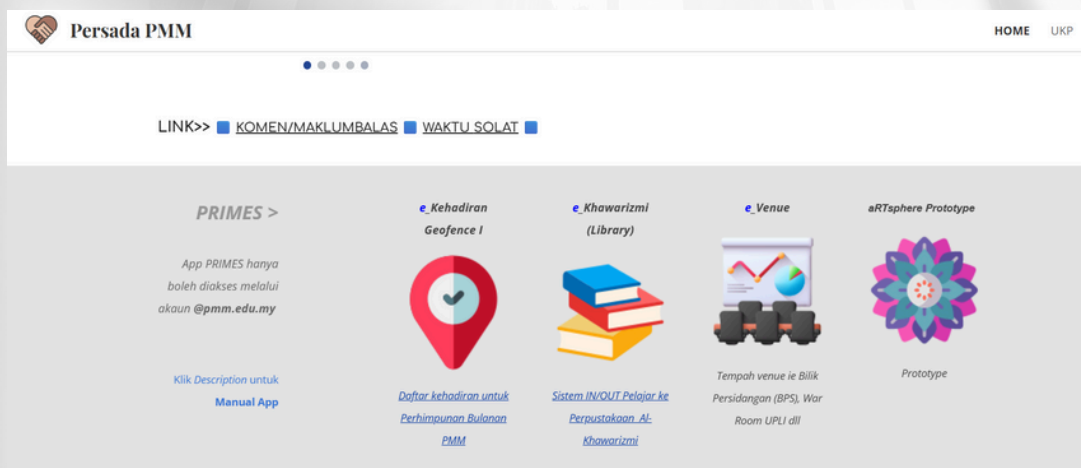 Persada PMM
HOME UKP
LINK>> KOMEN/MAKLUMBALAS WAKTU SOLAT
PRIMES >
App PRIMES hanya
boleh diakses melalui
akaun @pmm.edu.my
Klik Description untuk
Manual App
e_Kehadiran
Geofence I
Daftar kehadiran untuk
Perhimpunan Bulanan
PMM
e_Khawarizmi
(Library)
Sistem IN/OUT Pelajar ke
Perpustakaan Al-
Khawarizmi
e_Venue
Tempah venue ie Bilik
Persidangan (BPS), War
Room UPLI dll
aRTsphere Prototype
Prototype